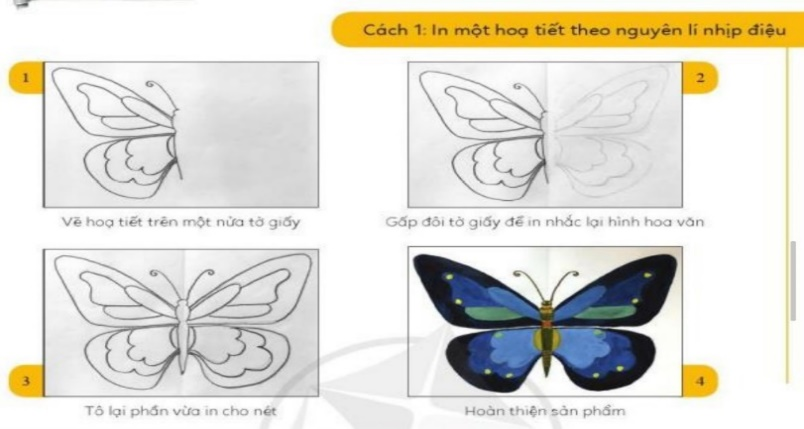 Cách 1: In một hoạ tiết theo nguyên lí nhịp điệu
1
2
Vẽ hoạ tiết trên một nửa tờ giấy
Gấp đôi tờ giấy để in nhắc lại hình hoa văn
3
4
Tô lại phần vừa in cho nét
Hoàn thiện sản phẩm